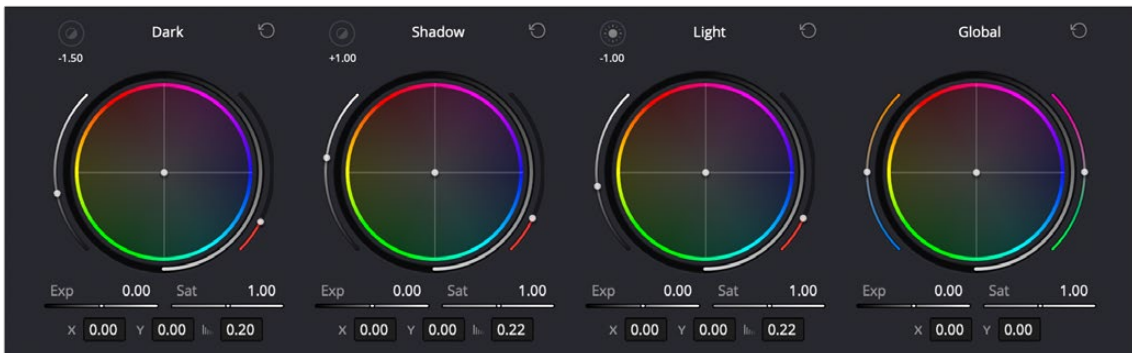 Dark
-1.50
Exp 0.00 Sat 1.00
X 0.00 Y 0.00 0.20
Shadow
+1.00
Exp 0.00 Sat 1.00
X 0.00 Y 0.00 0.22
Light
-1.00
Exp 0.00 Sat 1.00
X 0.00 Y 0.00 0.22
Global
Exp 0.00 Sat 1.00
X 0.00 Y 0.00